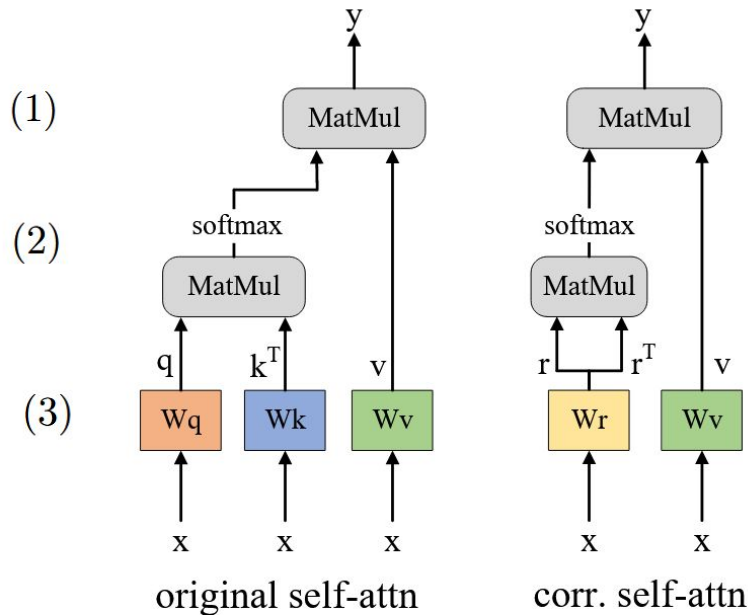 y y
(1) MatMul MatMul
(2) softmax softmax
MatMul MatMul
q k^T v r r^T v
(3) Wq Wk Wv Wr Wv
x x x x x
original self-attn corr. self-attn